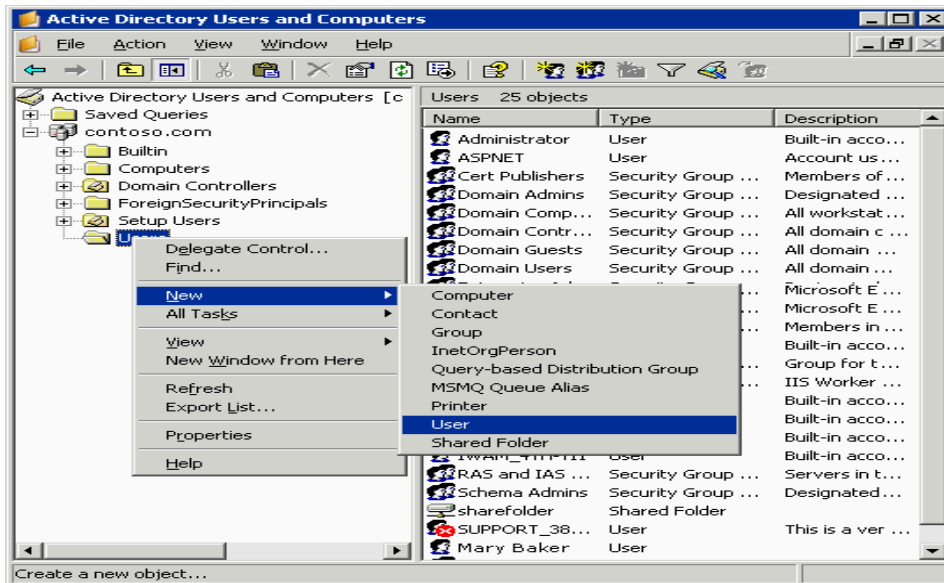 Active Directory Users and Computers
File Action View Window Help
Active Directory Users and Computers [c
Saved Queries
contoso.com
Builtin
Computers
Domain Controllers
ForeignSecurityPrincipals
Setup Users
Users 25 objects
Name Type Description
Administrator User Built-in acco...
ASPNET User Account us...
Cert Publishers Security Group ... Members of ...
Domain Admins Security Group ... Designated ...
Domain Comp... Security Group ... All workstat...
Domain Contr... Security Group ... All domain c ...
Domain Guests Security Group ... All domain ...
Domain Users Security Group ... All domain ...
Microsoft E ...
Microsoft E ...
Members in ...
Built-in acco...
Group for t...
IIS Worker ...
Built-in acco...
Built-in acco...
Built-in acco...
Built-in acco...
RAS and IAS ... Security Group ... Servers in t...
Schema Admins Security Group ... Designated...
sharefolder Shared Folder
SUPPORT_38... User This is a ver ...
Mary Baker User
Delegate Control...
Find...
New
All Tasks
View
New Window from Here
Refresh
Export List...
Properties
Help
Computer
Contact
Group
InetOrgPerson
Query-based Distribution Group
MSMQ Queue Alias
Printer
User
Shared Folder
Create a new object...